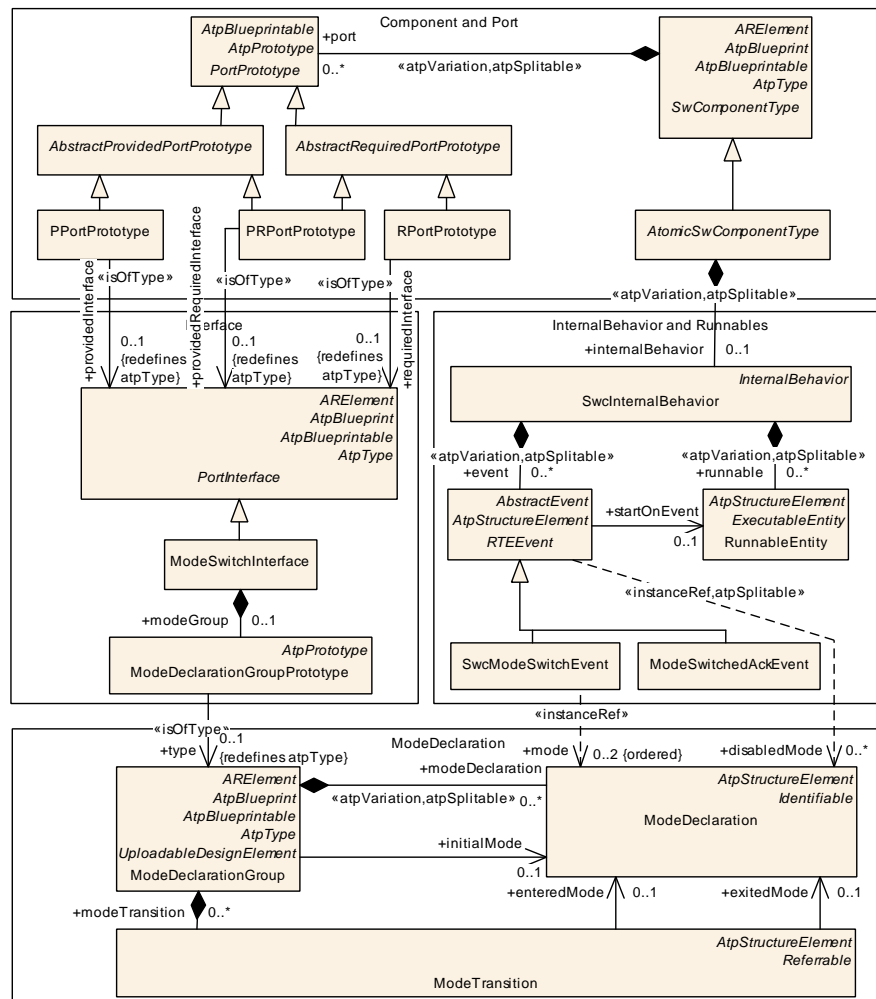 Component and Port
AtpBlueprintable
AtpPrototype
PortPrototype
+port
0..*
«atpVariation,atpSplitable»
ARElement
AtpBlueprint
AtpBlueprintable
AtpType
SwComponentType
AbstractProvidedPortPrototype
AbstractRequiredPortPrototype
PPortPrototype
PRPortPrototype
RPortPrototype
AtomicSwComponentType
«isOfType»
«isOfType»
«isOfType»
+providedInterface
+providedRequiredInterface
+requiredInterface
«atpVariation,atpSplitable»
InternalBehavior and Runnables
+internalBehavior
0..1
0..1
{redefines
atpType}
0..1
{redefines
atpType}
0..1
{redefines
atpType}
ARElement
AtpBlueprint
AtpBlueprintable
AtpType
PortInterface
InternalBehavior
SwcInternalBehavior
«atpVariation,atpSplitable»
+event
0..*
«atpVariation,atpSplitable»
+runnable
0..*
AbstractEvent
AtpStructureElement
RTEEvent
+startOnEvent
0..1
AtpStructureElement
ExecutableEntity
RunnableEntity
ModeSwitchInterface
+modeGroup
0..1
«instanceRef,atpSplitable»
AtpPrototype
ModeDeclarationGroupPrototype
SwcModeSwitchEvent
ModeSwitchedAckEvent
«isOfType»
«instanceRef»
ModeDeclaration
+type
0..1
{redefines atpType}
+mode
0..2 {ordered}
+disabledMode
0..*
ARElement
AtpBlueprint
AtpBlueprintable
AtpType
UploadableDesignElement
ModeDeclarationGroup
+modeDeclaration
«atpVariation,atpSplitable»
0..*
AtpStructureElement
Identifiable
ModeDeclaration
+initialMode
0..1
+enteredMode
0..1
+exitedMode
0..1
+modeTransition
0..*
AtpStructureElement
Referrable
ModeTransition